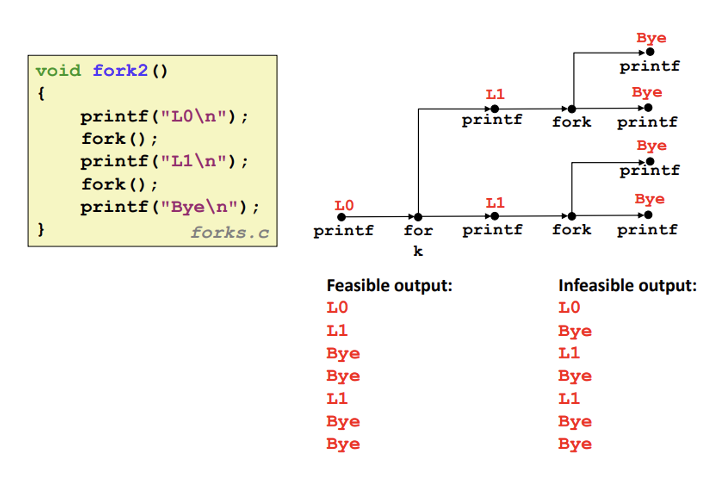 void fork2()
{
printf("L0\n");
fork();
printf("L1\n");
fork();
printf("Bye\n");
}
forks.c
Bye
printf
L1
Bye
printf
fork
printf
Bye
printf
L0
L1
Bye
printf
for
k
printf
fork
printf
Feasible output:
L0
L1
Bye
Bye
L1
Bye
Bye
Infeasible output:
L0
Bye
L1
Bye
L1
Bye
Bye